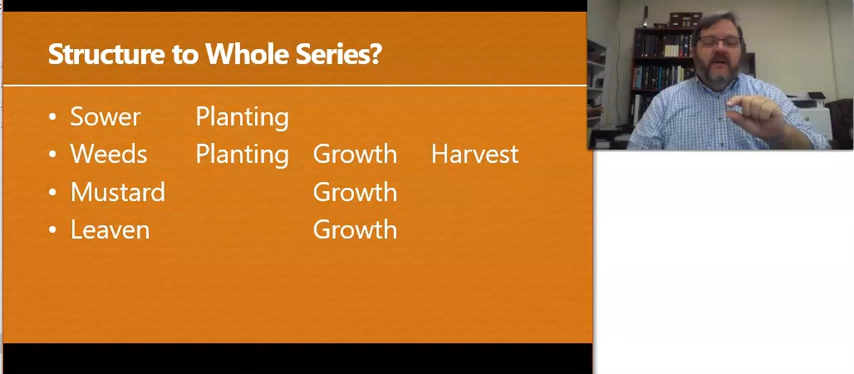 Structure to Whole Series?
• Sower Planting
• Weeds Planting Growth Harvest
• Mustard Growth
• Leaven Growth